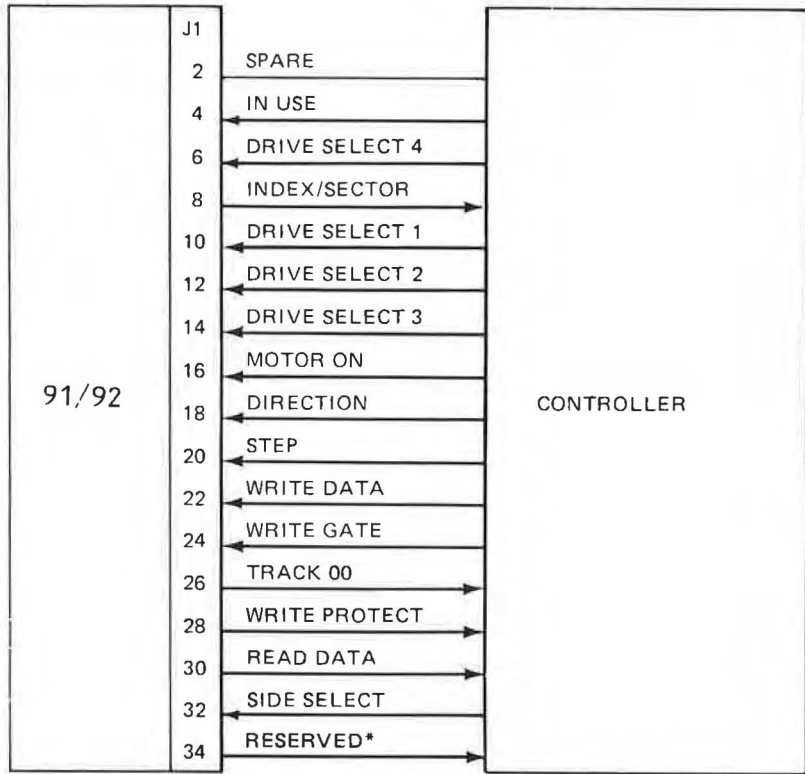 J1
2 SPARE
4 IN USE
6 DRIVE SELECT 4
8 INDEX/SECTOR
10 DRIVE SELECT 1
12 DRIVE SELECT 2
14 DRIVE SELECT 3
16 MOTOR ON
91/92
18 DIRECTION
CONTROLLER
20 STEP
22 WRITE DATA
24 WRITE GATE
26 TRACK 00
28 WRITE PROTECT
30 READ DATA
32 SIDE SELECT
34 RESERVED*